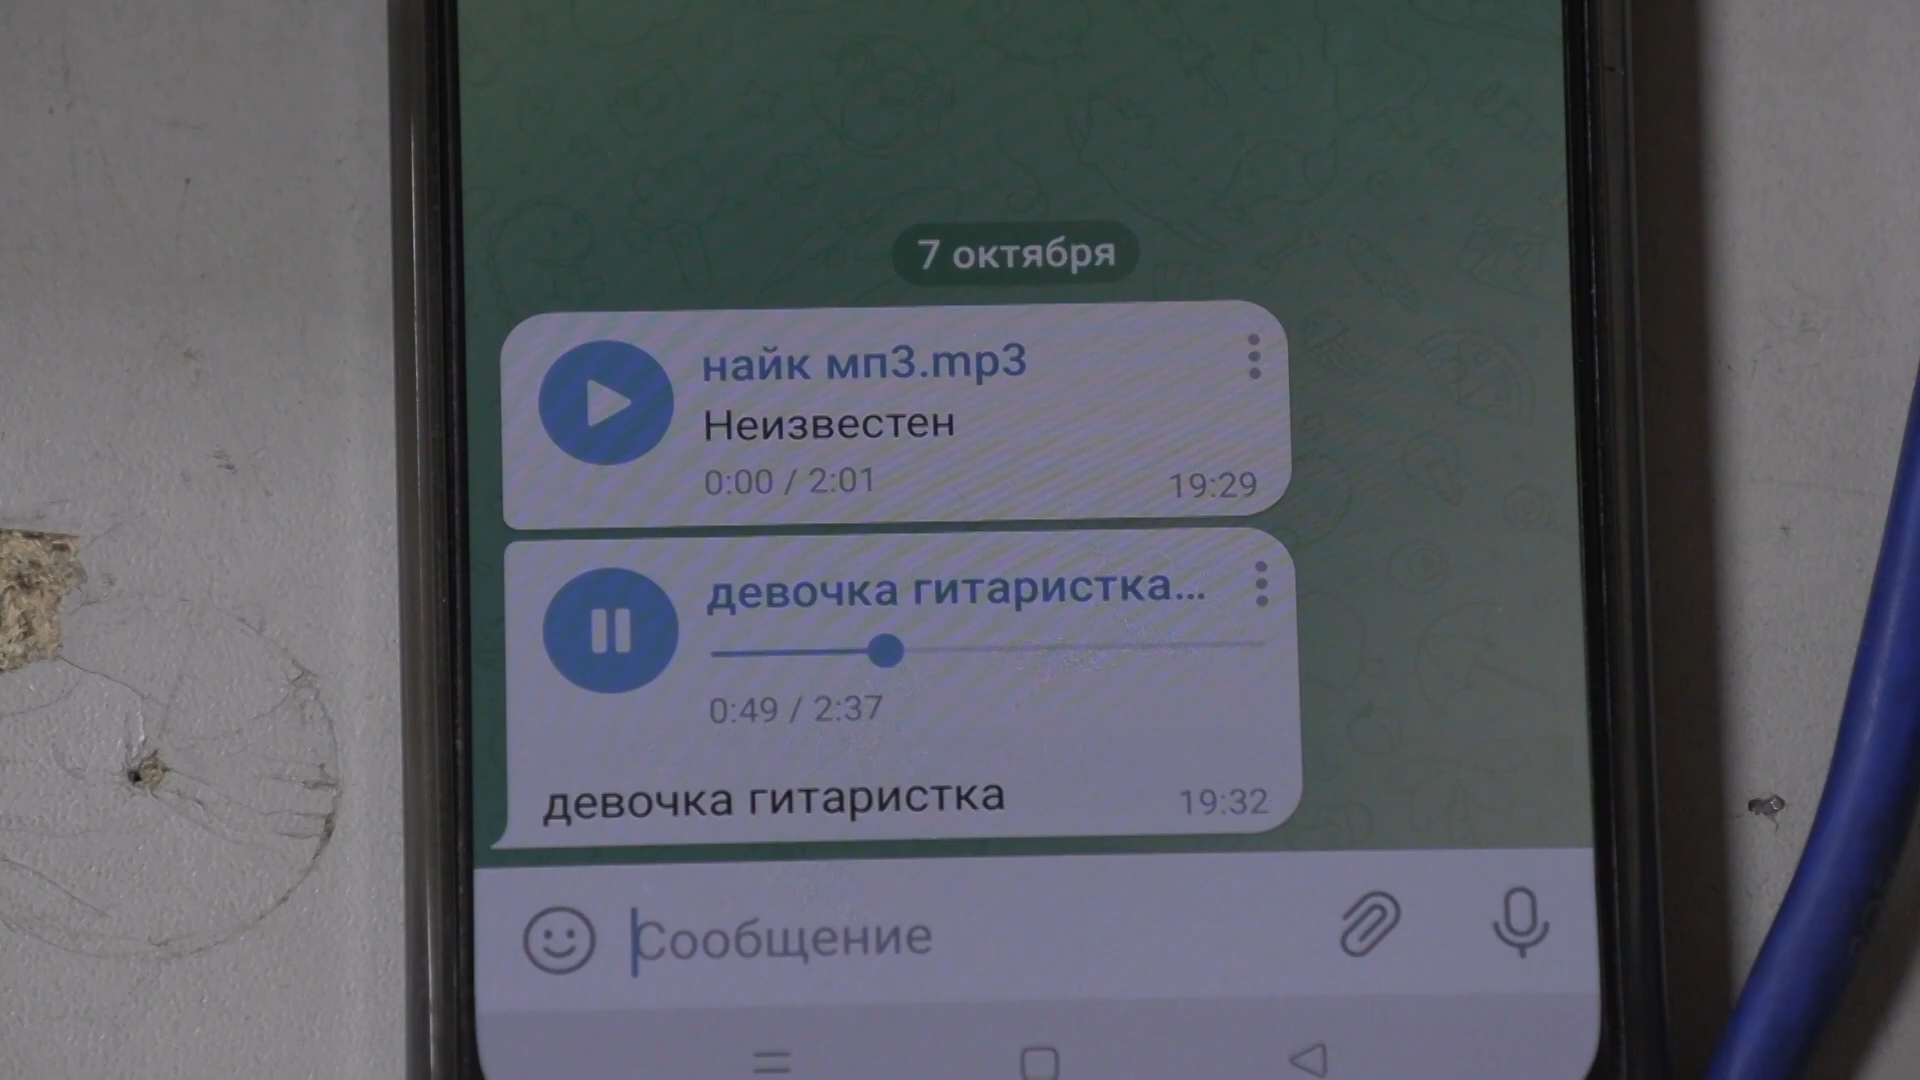 7 октября
найк мп3.mp3
Неизвестен
0:00 / 2:01
19:29
девочка гитаристка...
0:49 / 2:37
девочка гитаристка
19:32
Сообщение